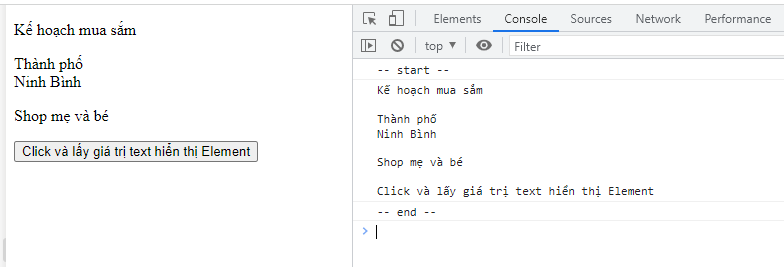 Kế hoạch mua sắm
Thành phố
Ninh Bình
Shop mẹ và bé
Click và lấy giá trị text hiển thị Element
Elements Console Sources Network Performance
top ▼ Filter
-- start --
Kế hoạch mua sắm
Thành phố
Ninh Bình
Shop mẹ và bé
Click và lấy giá trị text hiển thị Element
-- end --